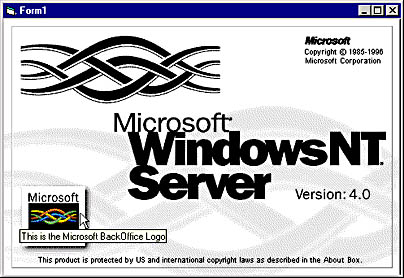 Form1
Microsoft
Copyright © 1985-1996
Microsoft Corporation
Microsoft®
WindowsNT®
Server
Version: 4.0
Microsoft
This is the Microsoft BackOffice Logo
This product is protected by US and international copyright laws as described in the About Box.